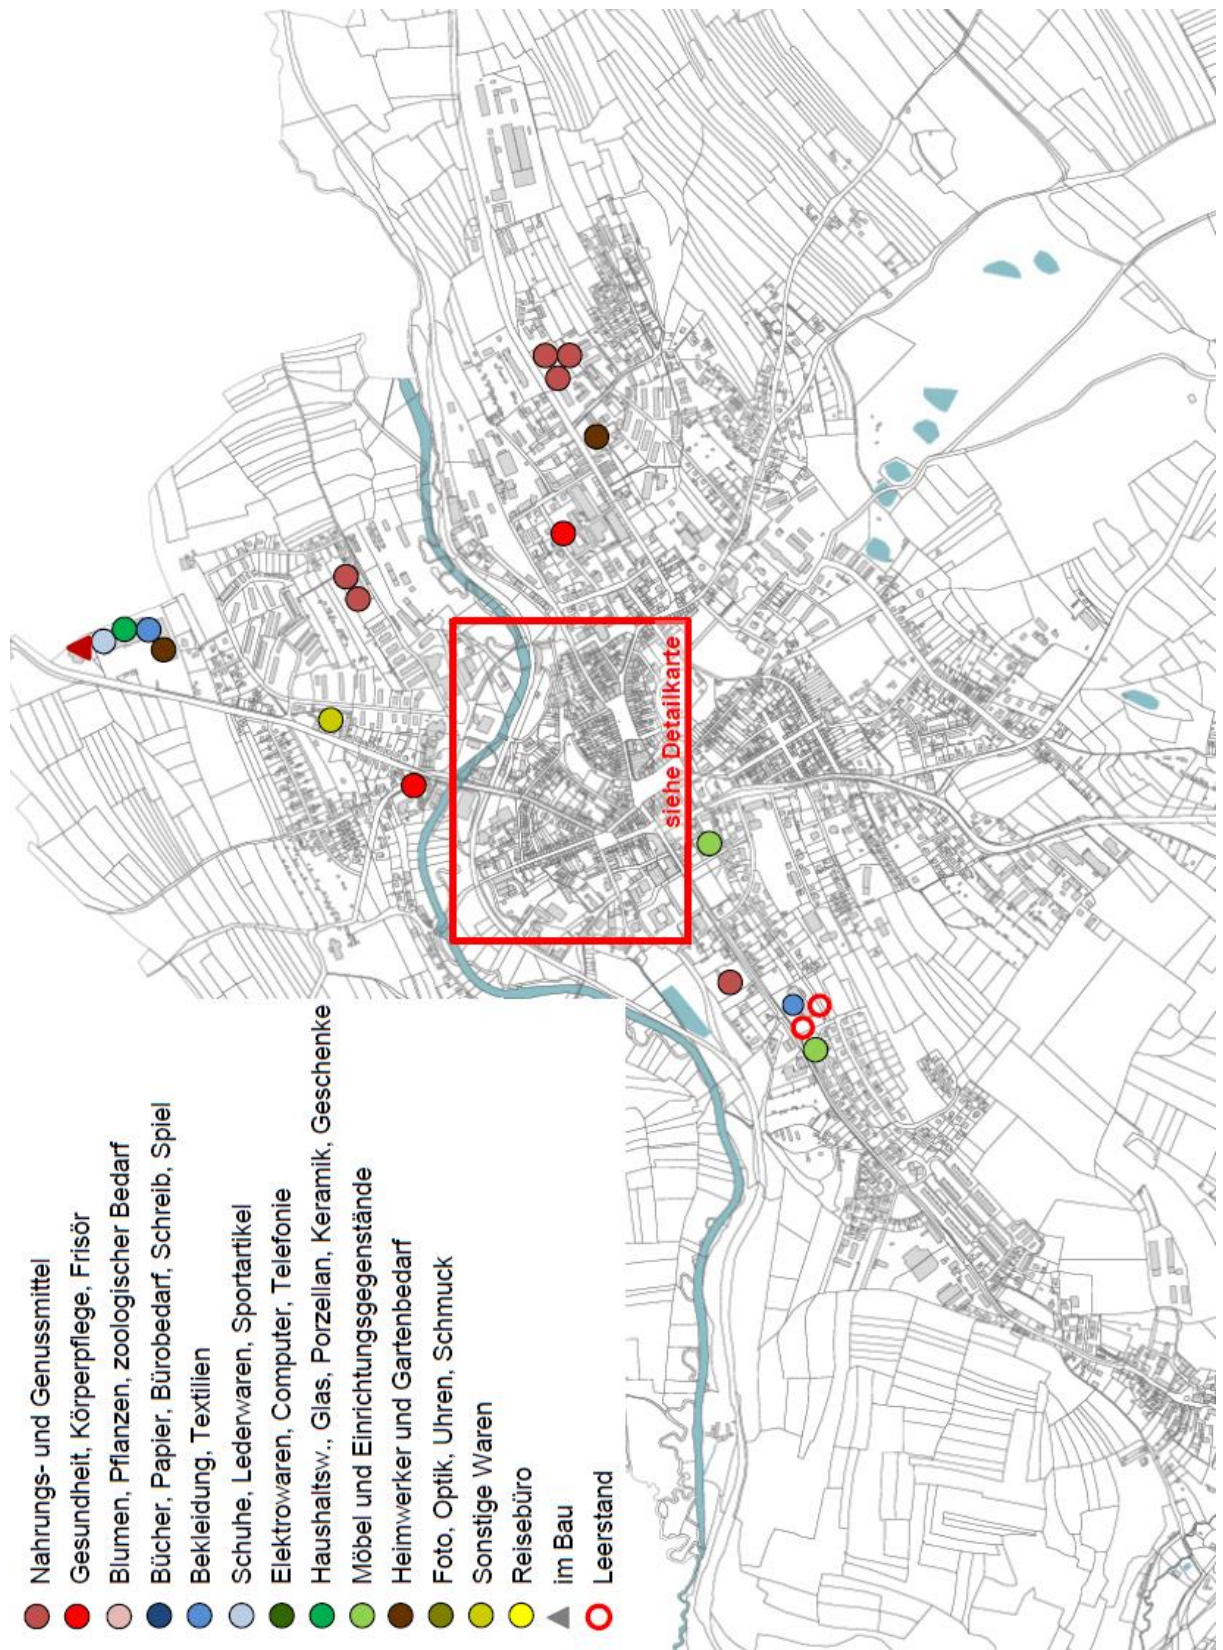 Nahrungs- und Genussmittel
Gesundheit, Körperpflege, Frisör
Blumen, Pflanzen, zoologischer Bedarf
Bücher, Papier, Bürobedarf, Schreib, Spiel
Bekleidung, Textilien
Schuhe, Lederwaren, Sportartikel
Elektrowaren, Computer, Telefonie
Haushaltsw., Glas, Porzellan, Keramik, Geschenke
Möbel und Einrichtungsgegenstände
Heimwerker und Gartenbedarf
Foto, Optik, Uhren, Schmuck
Sonstige Waren
Reisebüro
im Bau
Leerstand
siehe Detailkarte